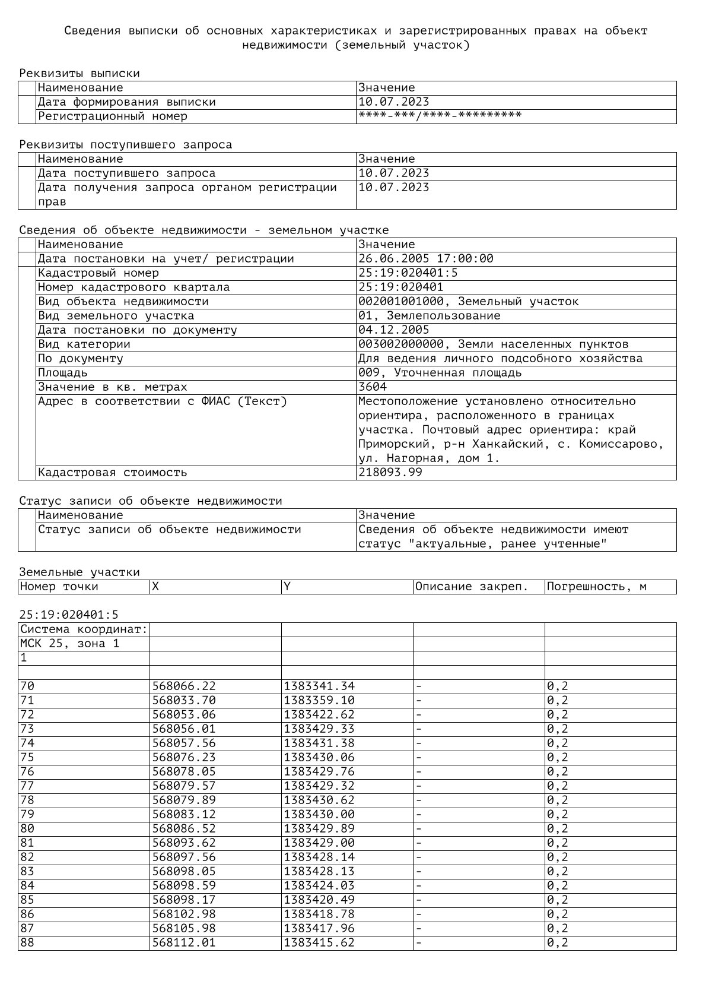 Сведения выписки об основных характеристиках и зарегистрированных правах на объект
недвижимости (земельный участок)
Реквизиты выписки
Наименование Значение
Дата формирования выписки 10.07.2023
Регистрационный номер ****-***/****-*********
Реквизиты поступившего запроса
Наименование Значение
Дата поступившего запроса 10.07.2023
Дата получения запроса органом регистрации 10.07.2023
прав
Сведения об объекте недвижимости - земельном участке
Наименование Значение
Дата постановки на учет/ регистрации 26.06.2005 17:00:00
Кадастровый номер 25:19:020401:5
Номер кадастрового квартала 25:19:020401
Вид объекта недвижимости 002001001000, Земельный участок
Вид земельного участка 01, Землепользование
Дата постановки по документу 04.12.2005
Вид категории 003002000000, Земли населенных пунктов
По документу Для ведения личного подсобного хозяйства
Площадь 009, Уточненная площадь
Значение в кв. метрах 3604
Адрес в соответствии с ФИАС (Текст) Местоположение установлено относительно
ориентира, расположенного в границах
участка. Почтовый адрес ориентира: край
Приморский, р-н Ханкайский, с. Комиссарово,
ул. Нагорная, дом 1.
Кадастровая стоимость 218093.99
Статус записи об объекте недвижимости
Наименование Значение
Статус записи об объекте недвижимости Сведения об объекте недвижимости имеют
статус "актуальные, ранее учтенные"
Земельные участки
Номер точки X Y Описание закреп. Погрешность, м
25:19:020401:5
Система координат:
МСК 25, зона 1
1
70 568066.22 1383341.34 - 0,2
71 568033.70 1383359.10 - 0,2
72 568053.06 1383422.62 - 0,2
73 568056.01 1383429.33 - 0,2
74 568057.56 1383431.38 - 0,2
75 568076.23 1383430.06 - 0,2
76 568078.05 1383429.76 - 0,2
77 568079.57 1383429.32 - 0,2
78 568079.89 1383430.62 - 0,2
79 568083.12 1383430.00 - 0,2
80 568086.52 1383429.89 - 0,2
81 568093.62 1383429.00 - 0,2
82 568097.56 1383428.14 - 0,2
83 568098.05 1383428.13 - 0,2
84 568098.59 1383424.03 - 0,2
85 568098.17 1383420.49 - 0,2
86 568102.98 1383418.78 - 0,2
87 568105.98 1383417.96 - 0,2
88 568112.01 1383415.62 - 0,2